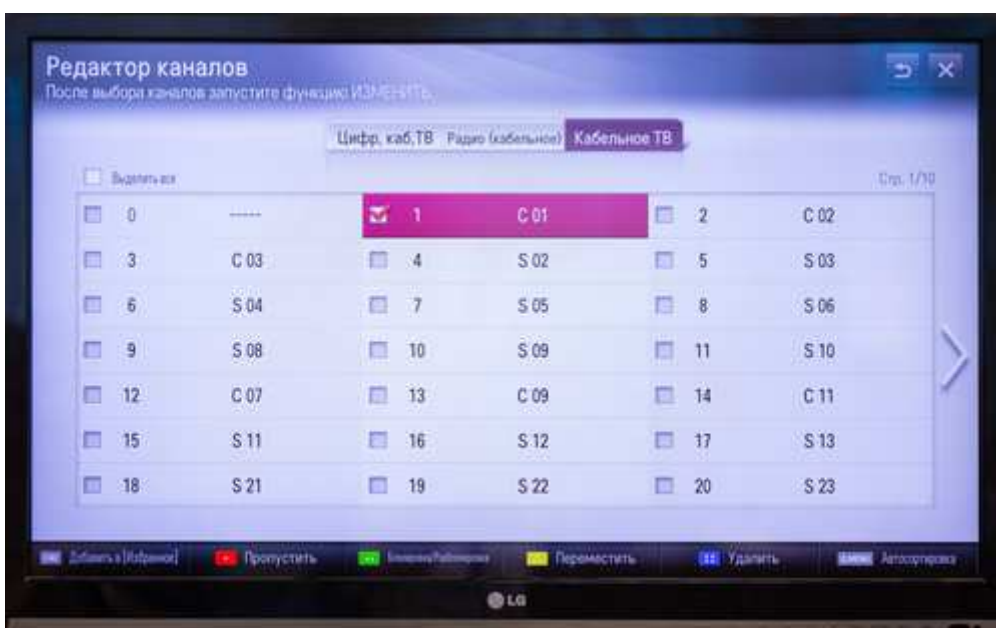 Редактор каналов
После выбора каналов запустите функцию ИЗМЕНИТЬ.
Цифр. каб.ТВ Радио (кабельное) Кабельное ТВ
Выделить все Стр. 1/10
0 ----- 1 C 01 2 C 02
3 C 03 4 S 02 5 S 03
6 S 04 7 S 05 8 S 06
9 S 08 10 S 09 11 S 10
12 C 07 13 C 09 14 C 11
15 S 11 16 S 12 17 S 13
18 S 21 19 S 22 20 S 23
Добавить в [Избранное] Пропустить Переместить Удалить Автосортировка
LG